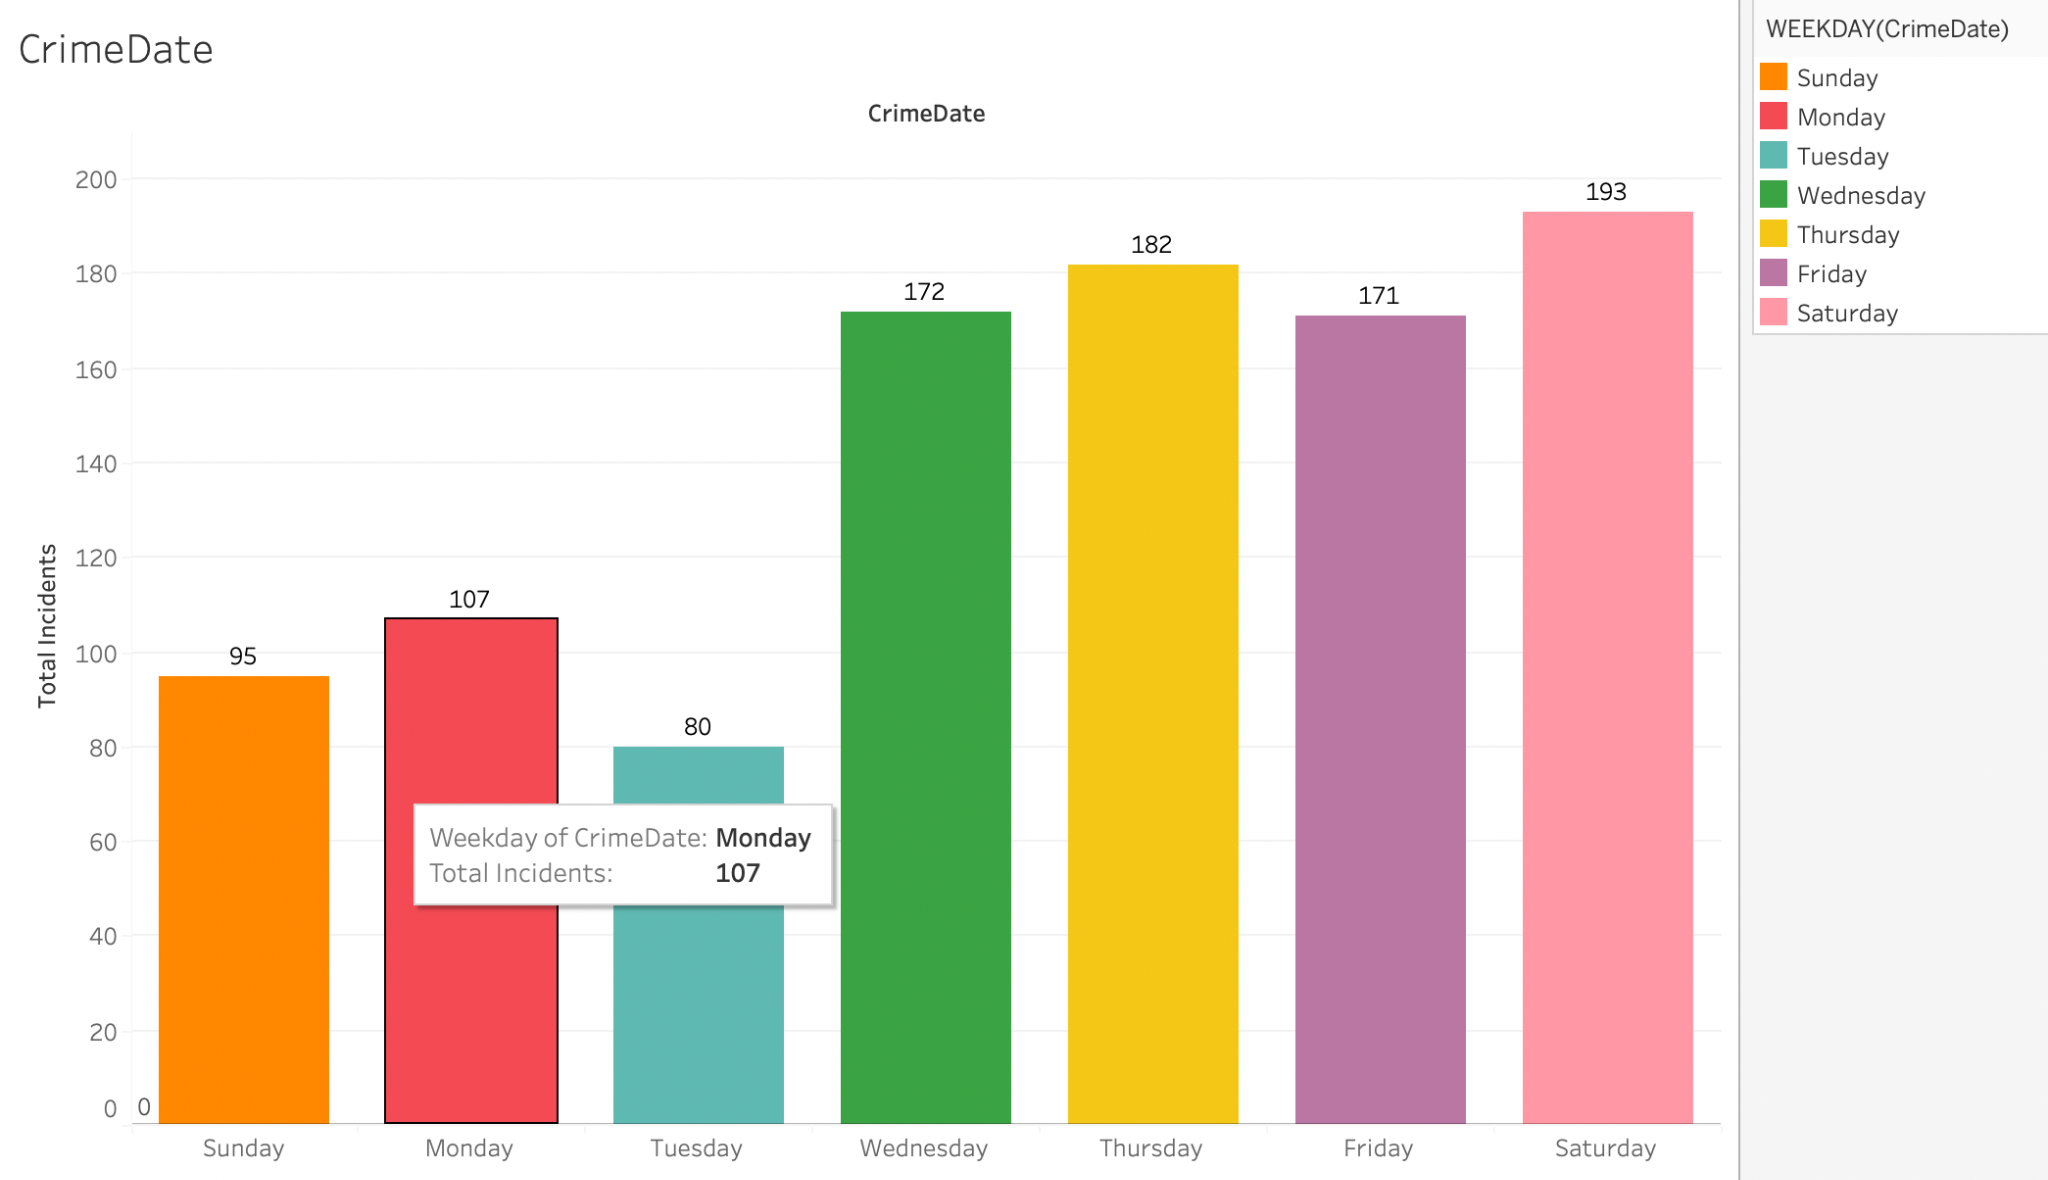 CrimeDate
CrimeDate
WEEKDAY(CrimeDate)
Sunday
Monday
Tuesday
Wednesday
Thursday
Friday
Saturday
Total Incidents
200
180
160
140
120
100
80
60
40
20
0
0
95
107
80
172
182
171
193
Weekday of CrimeDate: Monday
Total Incidents: 107
Sunday Monday Tuesday Wednesday Thursday Friday Saturday